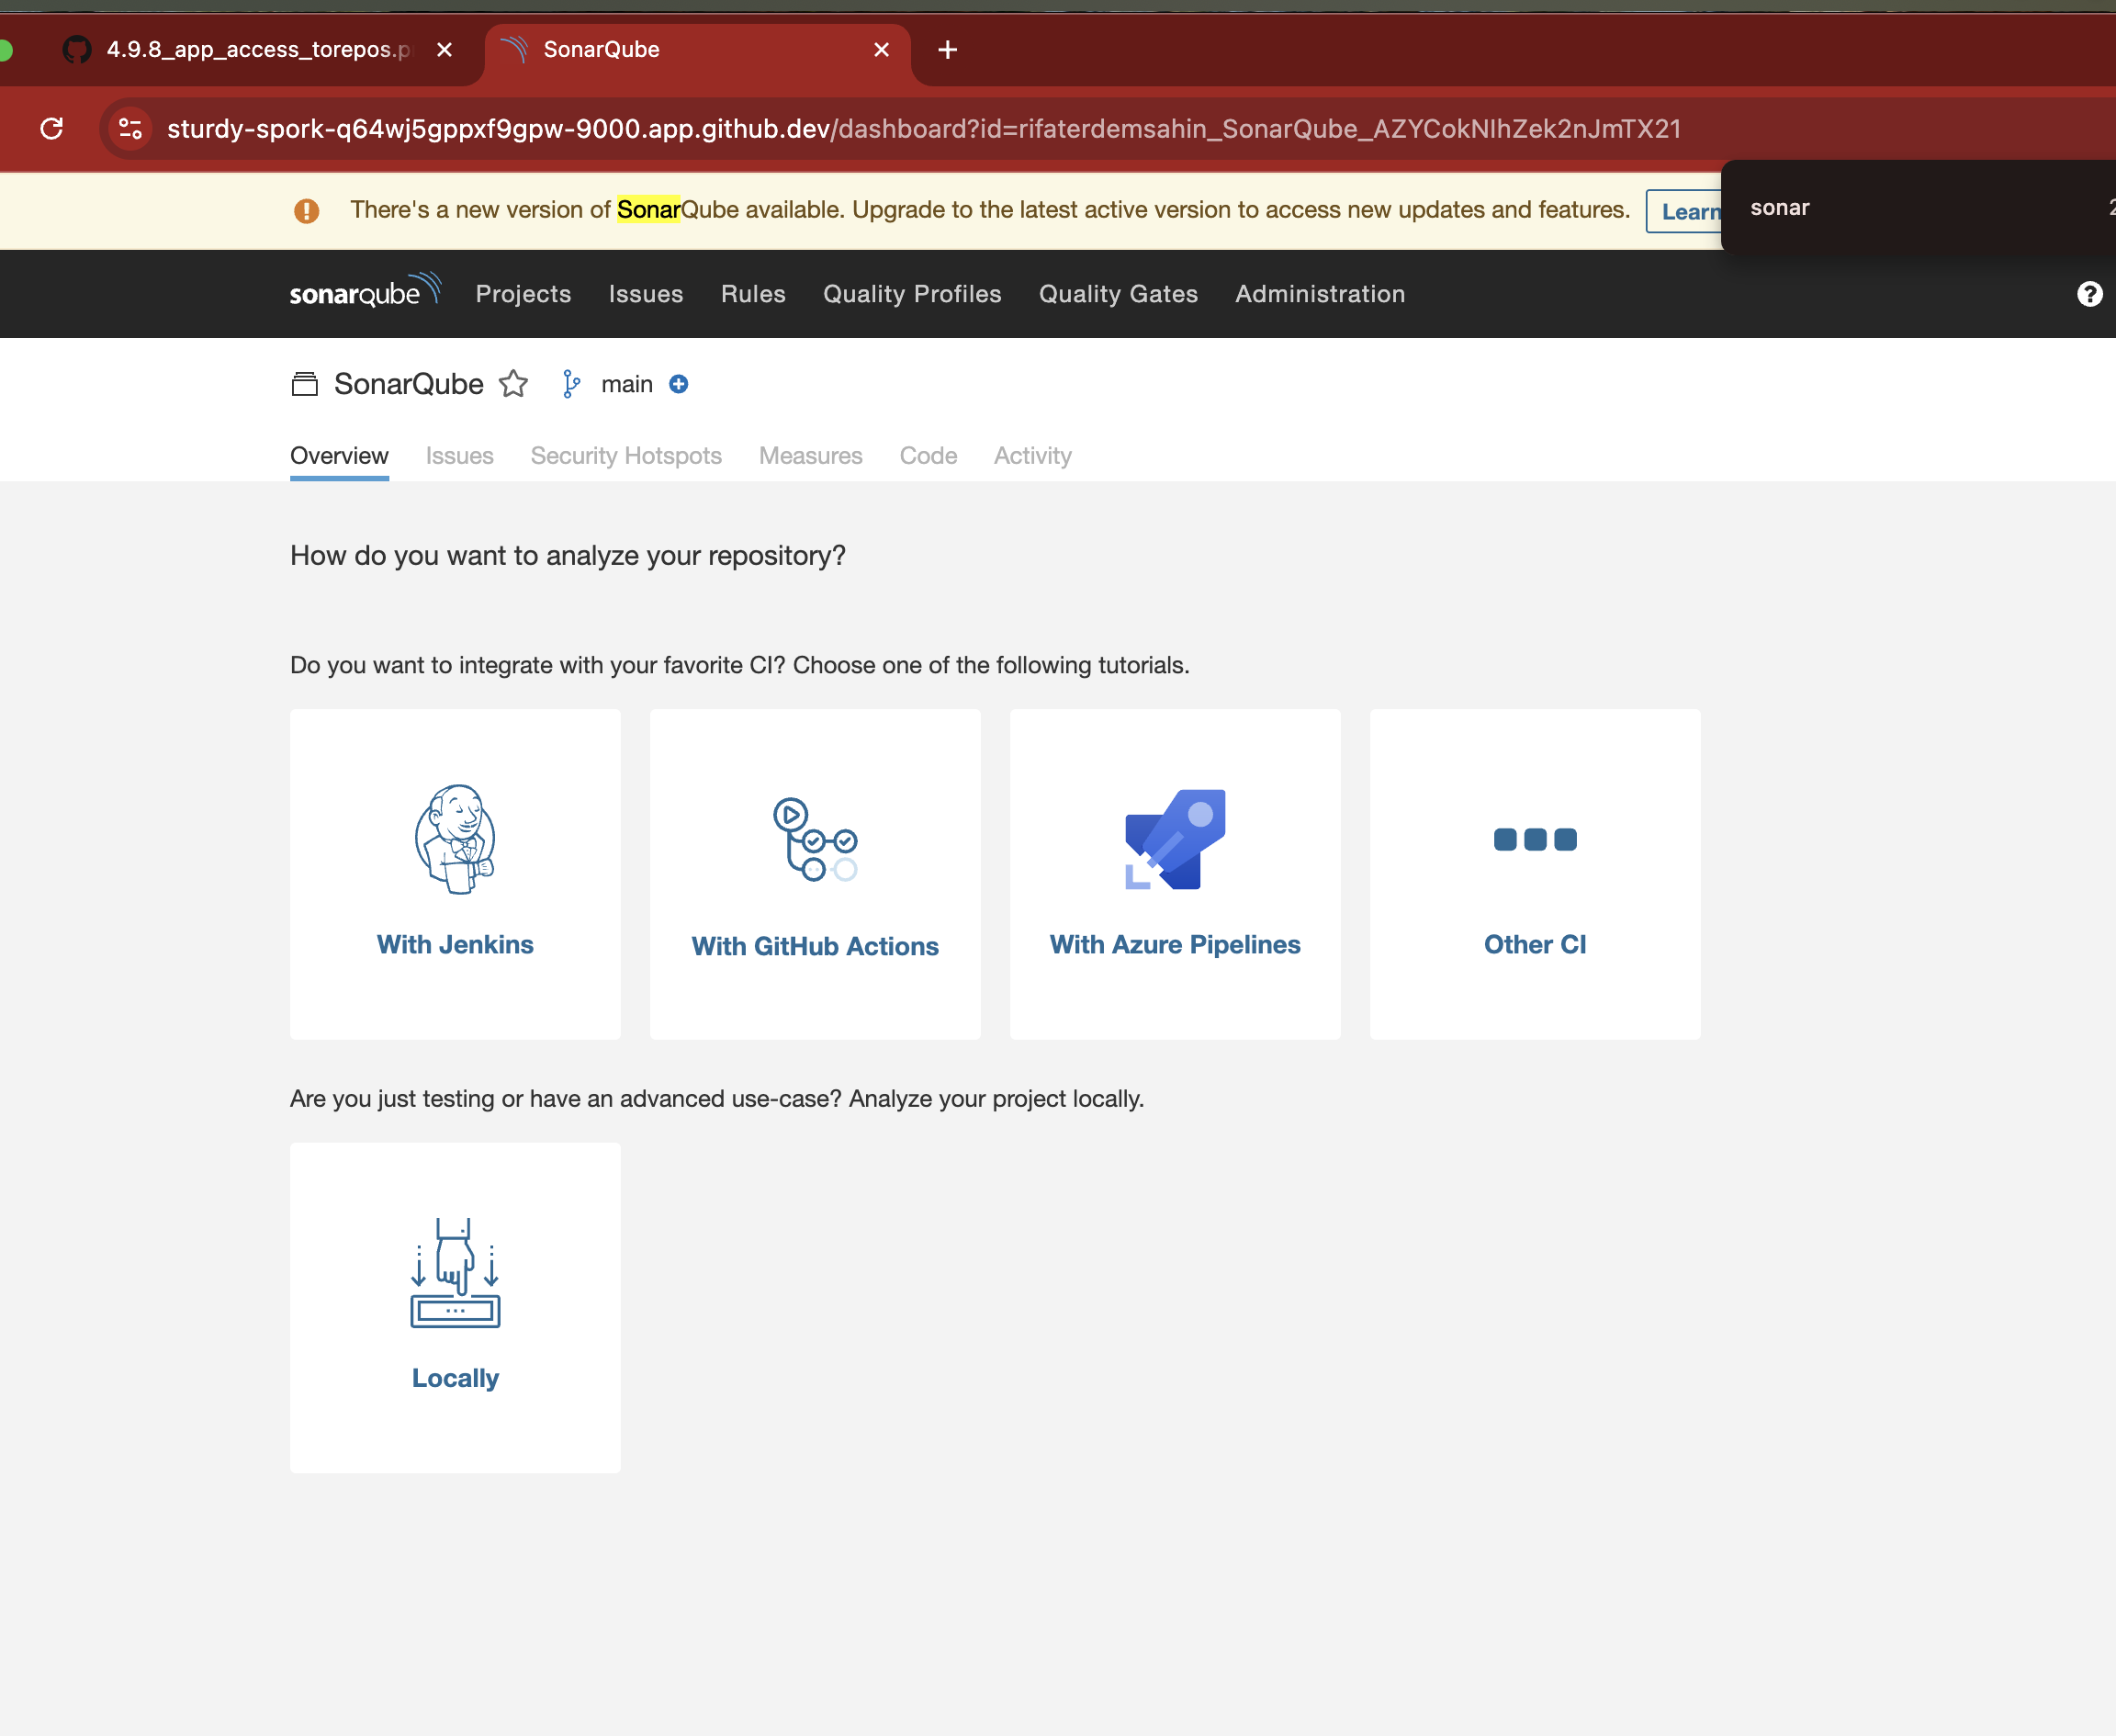 4.9.8_app_access_torepos.p
SonarQube
sturdy-spork-q64wj5gppxf9gpw-9000.app.github.dev/dashboard?id=rifaterdemsahin_SonarQube_AZYCokNIhZek2nJmTX21
There's a new version of SonarQube available. Upgrade to the latest active version to access new updates and features.
Learn
sonar
sonarqube
Projects
Issues
Rules
Quality Profiles
Quality Gates
Administration
SonarQube
main
Overview
Issues
Security Hotspots
Measures
Code
Activity
How do you want to analyze your repository?
Do you want to integrate with your favorite CI? Choose one of the following tutorials.
With Jenkins
With GitHub Actions
With Azure Pipelines
Other CI
Are you just testing or have an advanced use-case? Analyze your project locally.
Locally